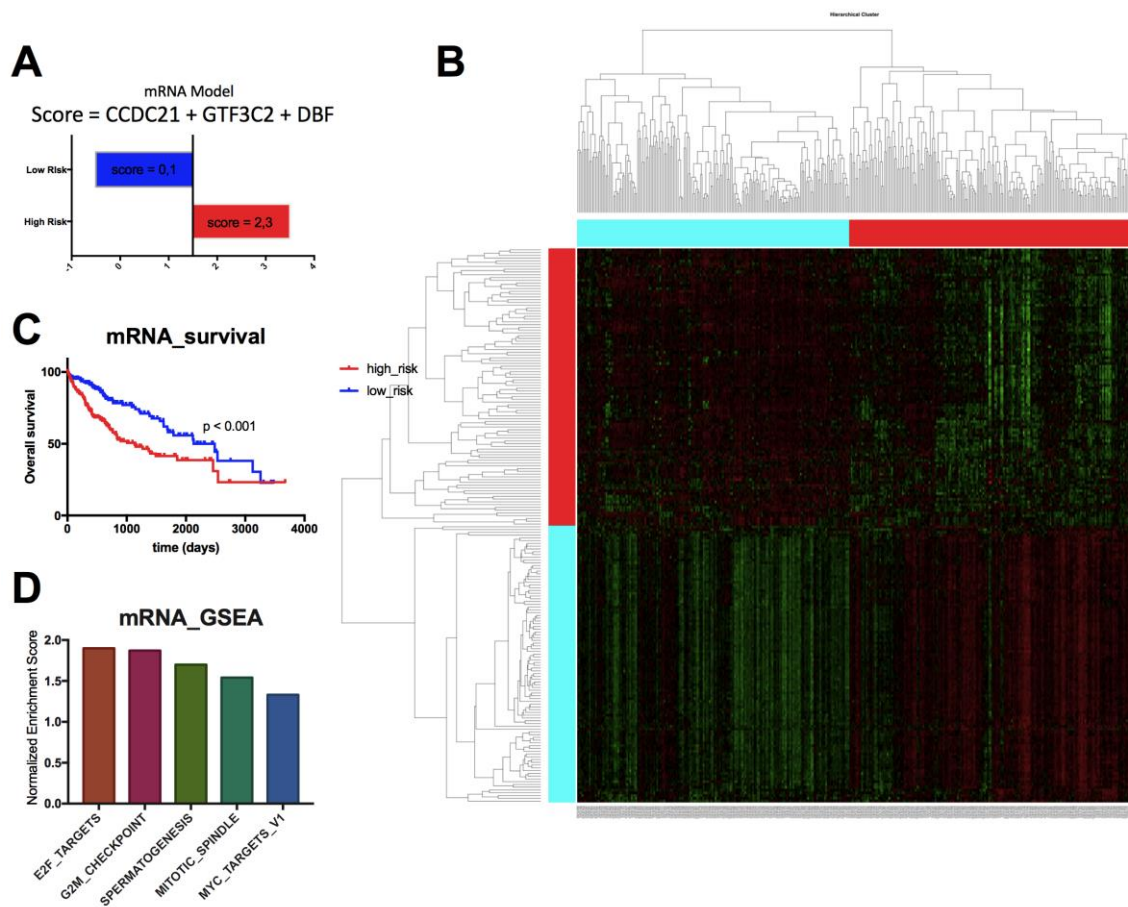 Hierarchical Cluster
A
B
mRNA Model
Score = CCDC21 + GTF3C2 + DBF
Low RIsk
score = 0,1
High Risk
score = 2,3
-1
0
1
2
3
4
C
mRNA_survival
high_risk
low_risk
p < 0.001
Overall survival
100
50
0
0
1000
2000
3000
4000
time (days)
D
mRNA_GSEA
Normalized Enrichment Score
2.0
1.5
1.0
0.5
0.0
E2F_TARGETS
G2M_CHECKPOINT
SPERMATOGENESIS
MITOTIC_SPINDLE
MYC_TARGETS_V1